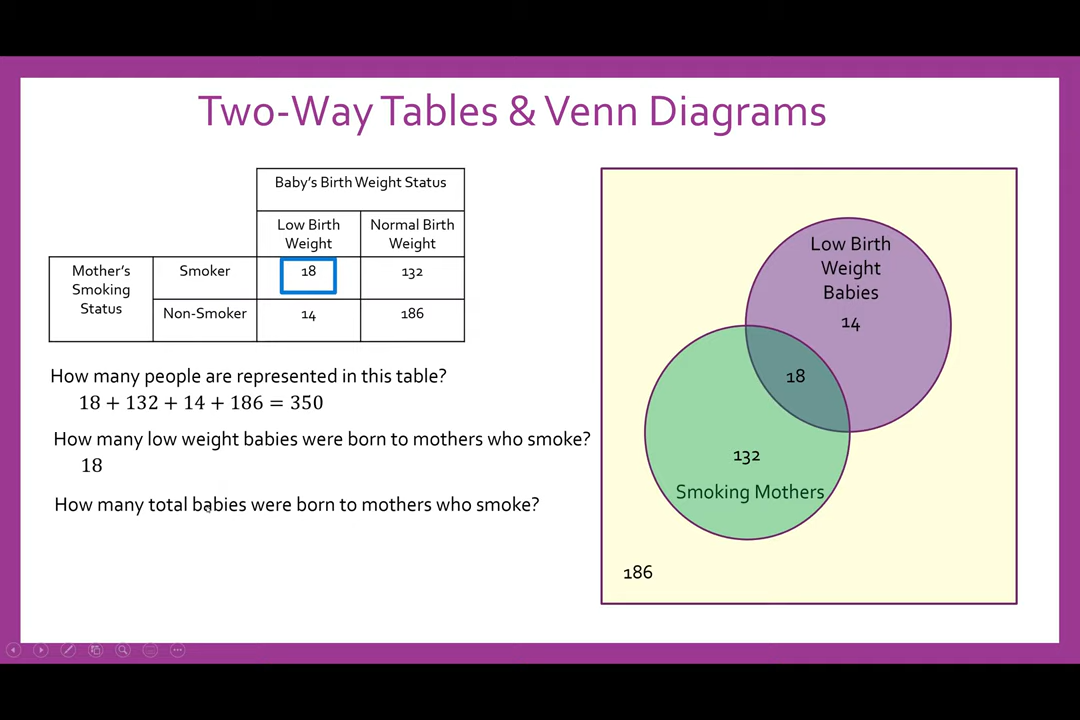 Two-Way Tables & Venn Diagrams
Baby's Birth Weight Status
Low Birth
Weight
Normal Birth
Weight
Mother's
Smoking
Status
Smoker
18
132
Non-Smoker
14
186
How many people are represented in this table?
18 + 132 + 14 + 186 = 350
How many low weight babies were born to mothers who smoke?
18
How many total babies were born to mothers who smoke?
Low Birth
Weight
Babies
14
18
132
Smoking Mothers
186